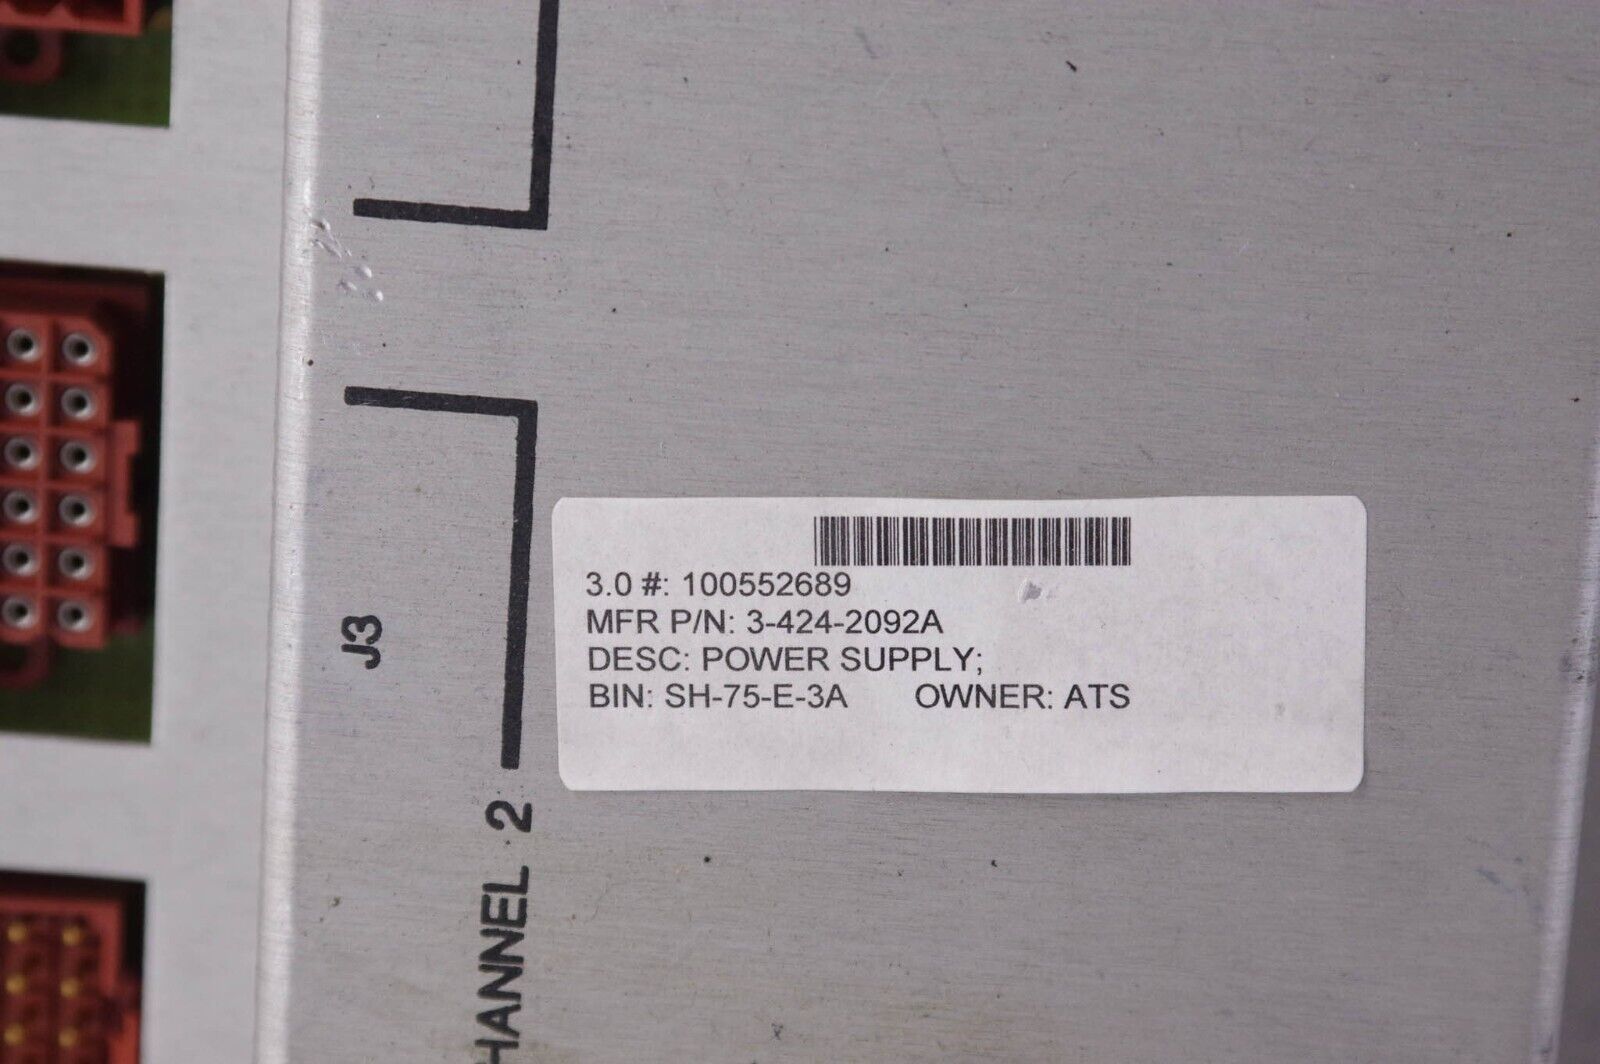 3.0 #: 100552689
MFR P/N: 3-424-2092A
DESC: POWER SUPPLY;
BIN: SH-75-E-3A OWNER: ATS
J3
HANNEL 2